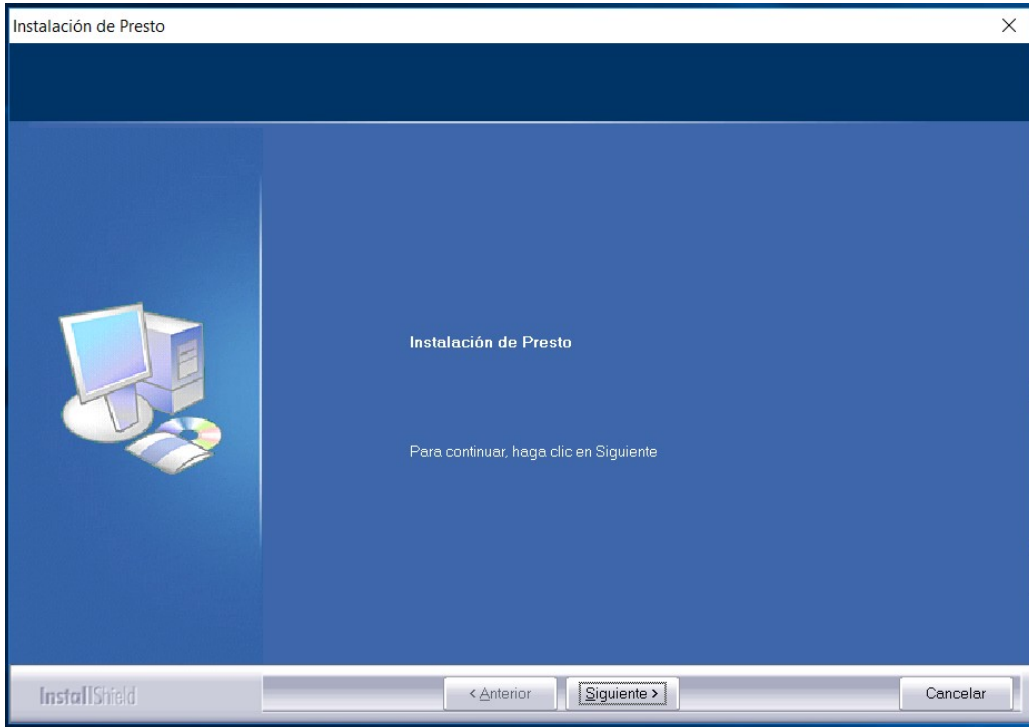 Instalación de Presto
Instalación de Presto
Para continuar, haga clic en Siguiente
InstallShield
< Anterior
Siguiente >
Cancelar